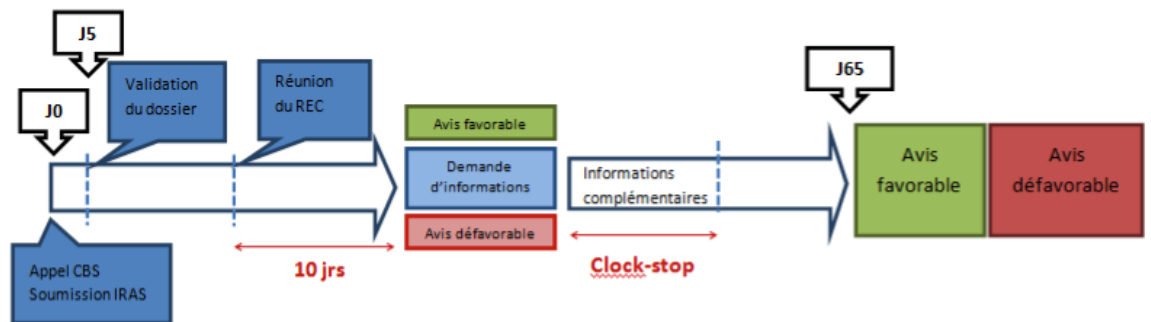 J5
J0
Validation
du dossier
Réunion
du REC
Avis favorable
Demande
d'informations
Avis défavorable
Informations
complémentaires
J65
Avis
favorable
Avis
défavorable
10 jrs
Clock-stop
Appel CBS
Soumission IRAS